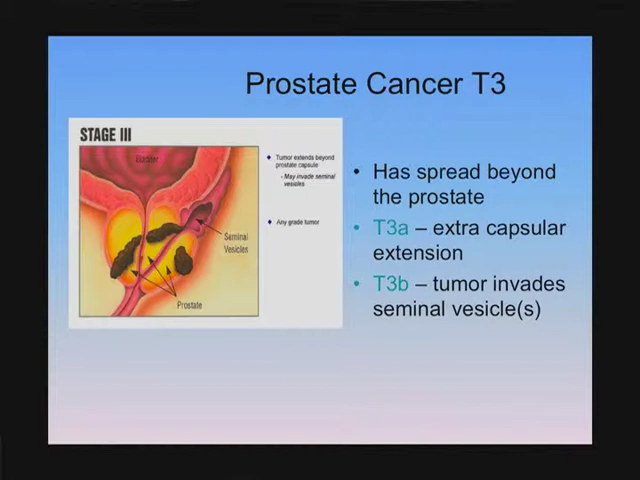 Prostate Cancer T3
STAGE III
Bladder
Seminal
Vesicles
Prostate
Tumor extends beyond
prostate capsule
- May invade seminal
vesicles
Any grade tumor
• Has spread beyond
the prostate
• T3a – extra capsular
extension
• T3b – tumor invades
seminal vesicle(s)